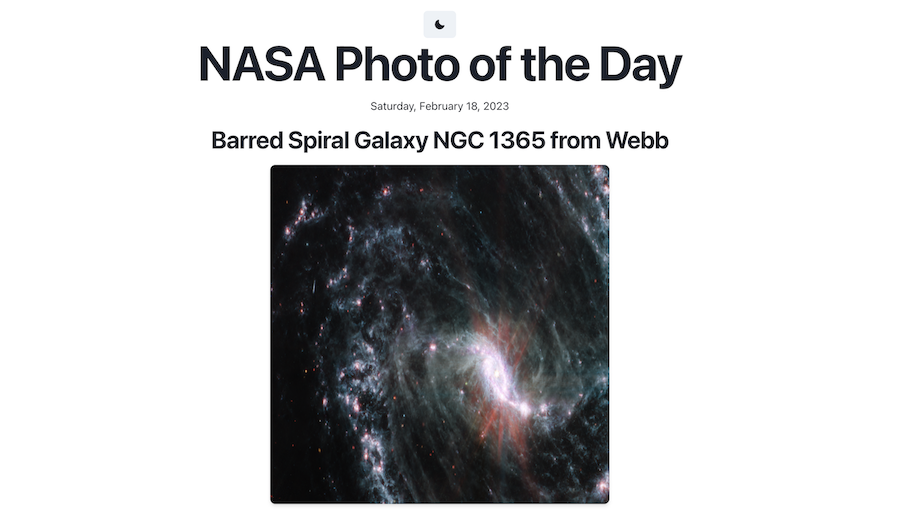 NASA Photo of the Day
Saturday, February 18, 2023
Barred Spiral Galaxy NGC 1365 from Webb